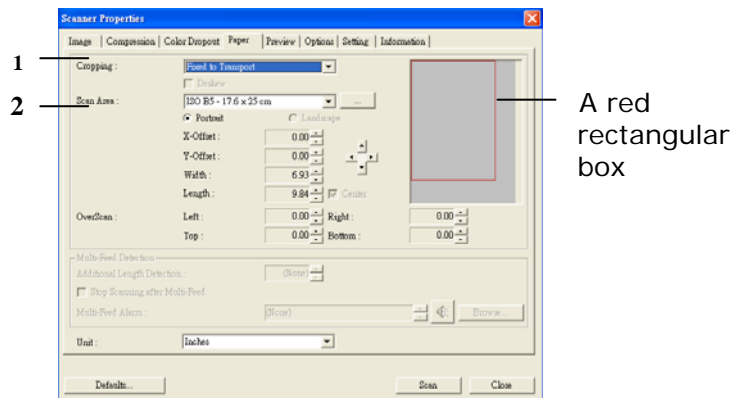 Scanner Properties
Image Compression Color Dropout Paper Preview Options Setting Information
1
Cropping : Fixed to Transport
Deskew
2
Scan Area : ISO B5 - 17.6 x 25 cm ...
Portrait Landscape
X-Offset : 0.00
Y-Offset : 0.00
Width : 6.93
Length : 9.84 Center
OverScan : Left : 0.00 Right : 0.00
Top : 0.00 Bottom : 0.00
Multi-Feed Detection
Additional Length Detection : (None)
Stop Scanning after Multi-Feed
Multi-Feed Alarm : (None) Browse...
Unit : Inches
Defaults... Scan Close
A red
rectangular
box